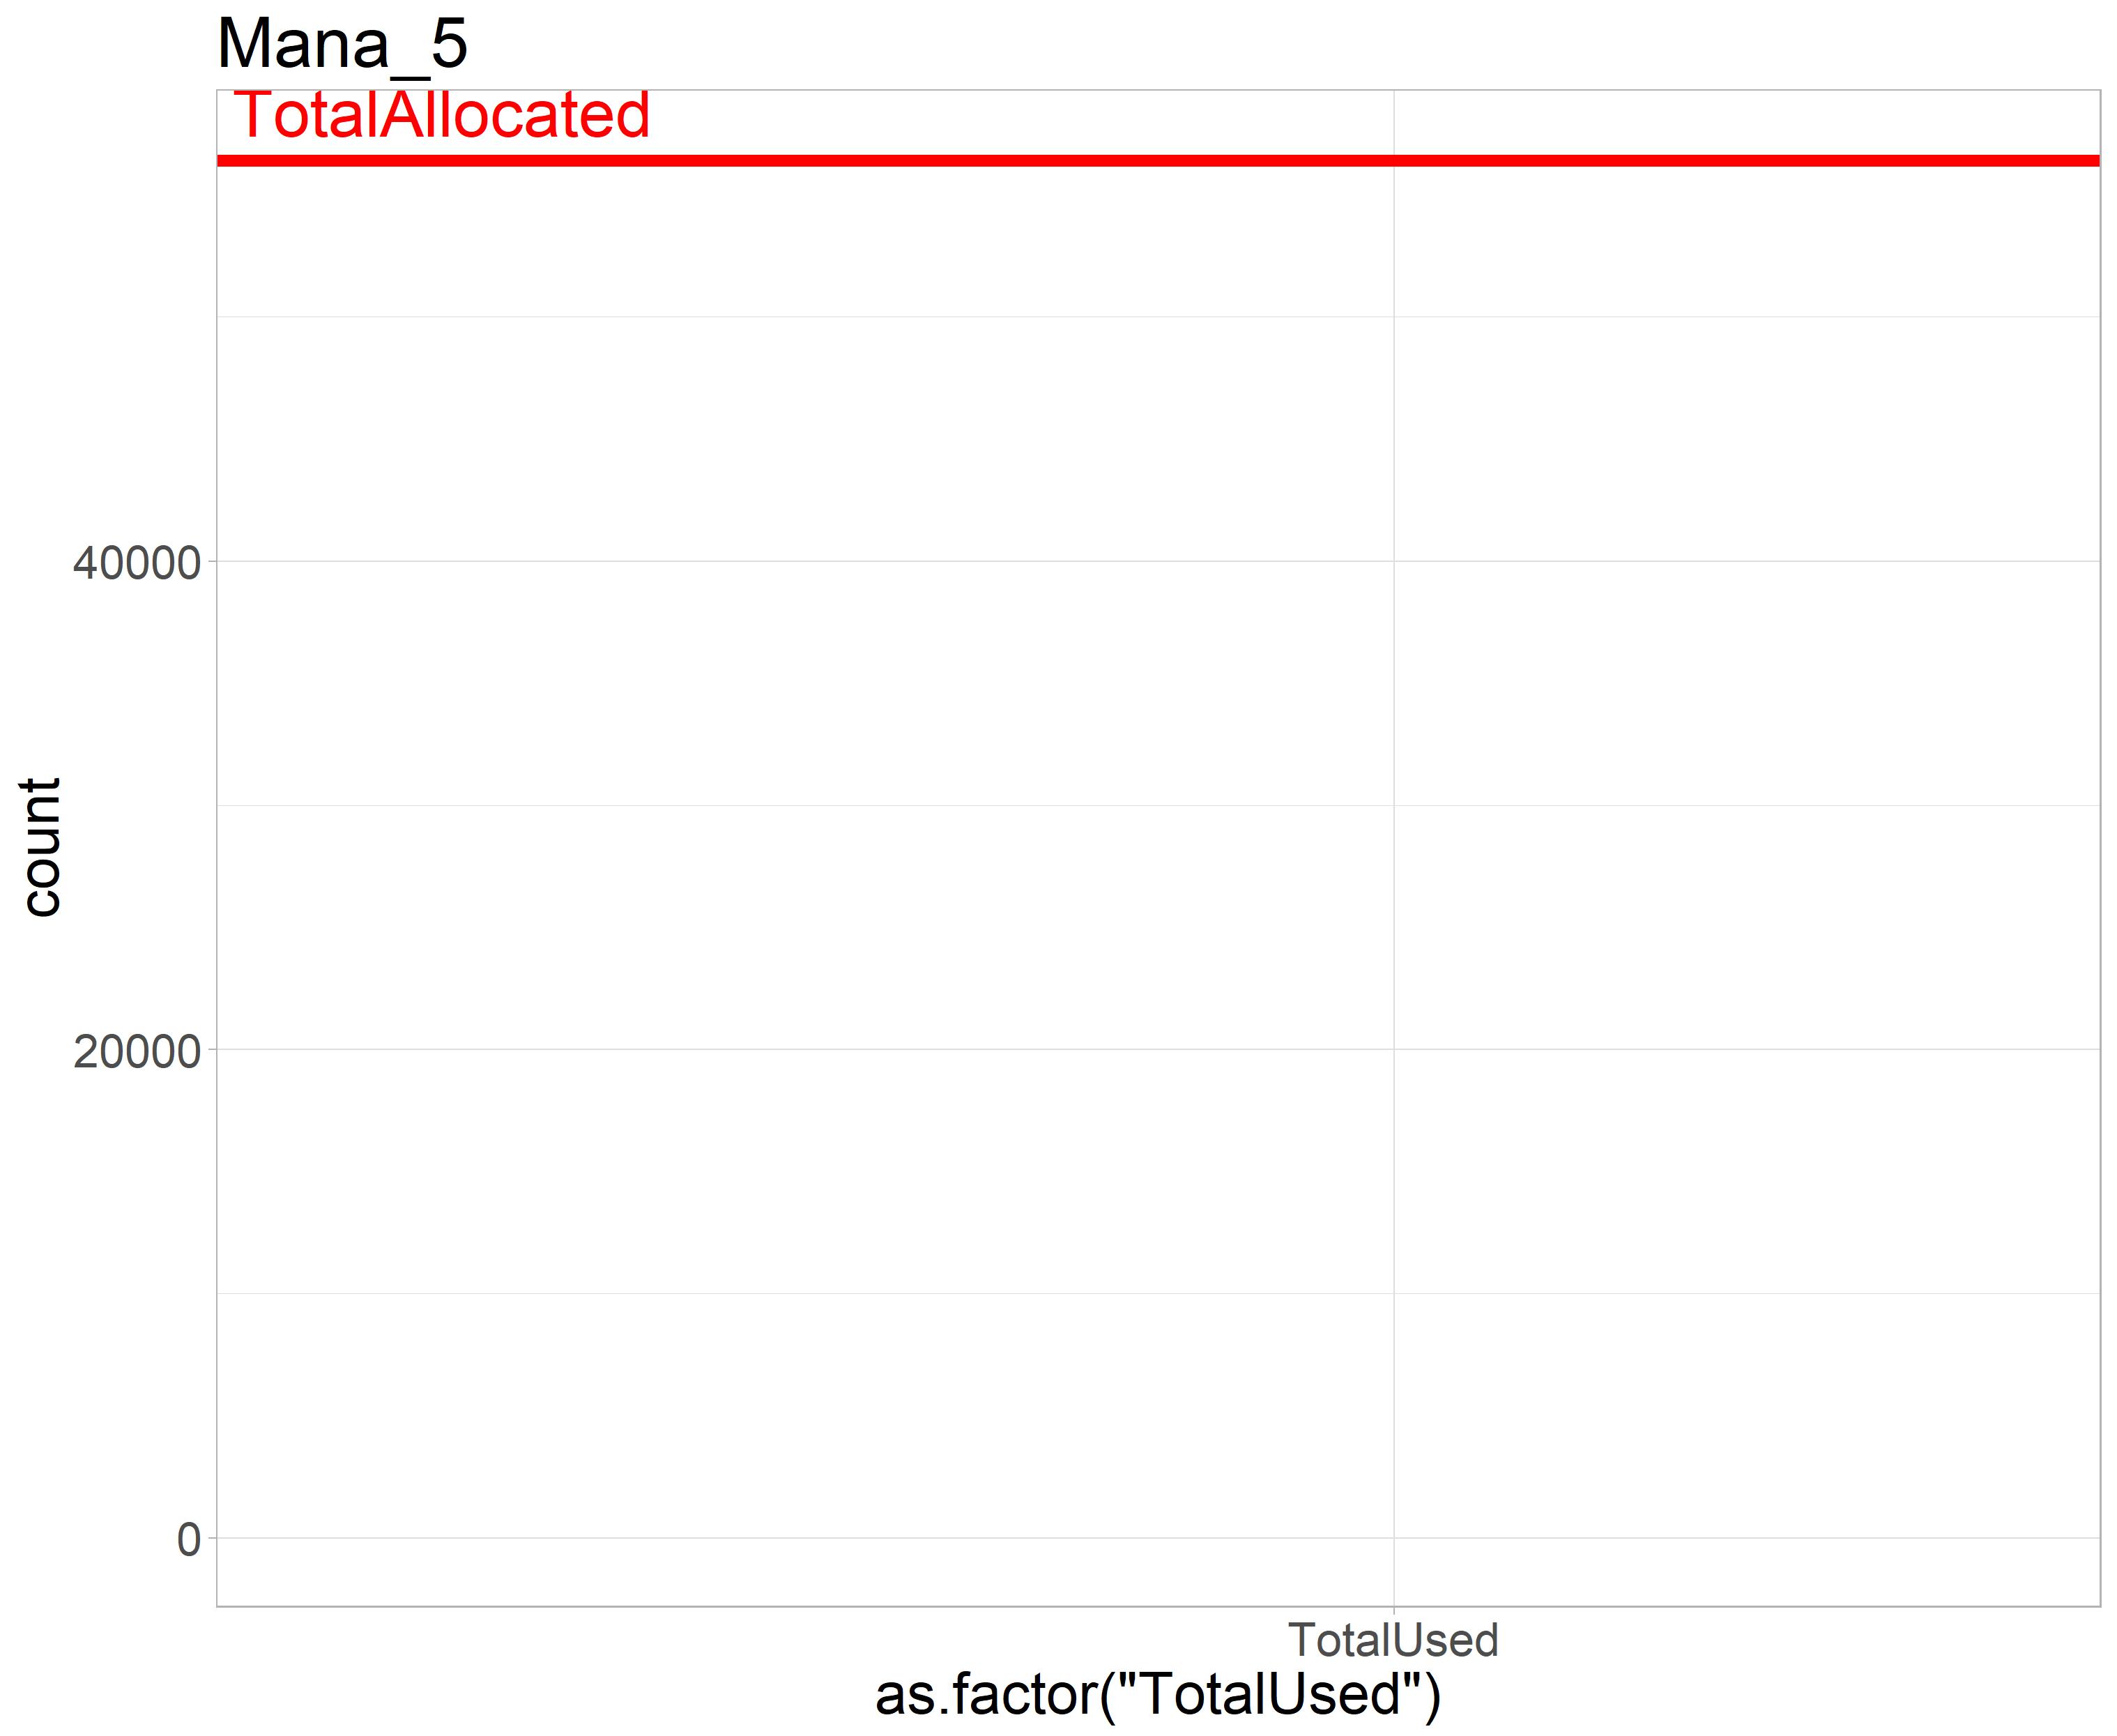 Mana_5
TotalAllocated
count
40000
20000
0
TotalUsed
as.factor("TotalUsed")